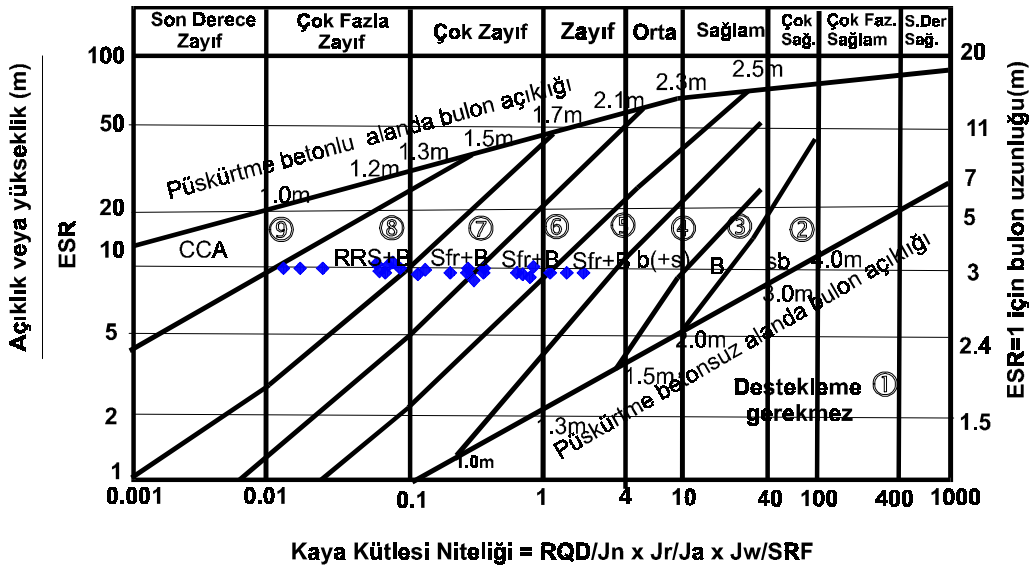 Son Derece Zayıf
Çok Fazla Zayıf
Çok Zayıf
Zayıf
Orta
Sağlam
Çok Sağ.
Çok Faz. Sağlam
S.Der Sağ.
100
50
20
10
5
2
1
Açıklık veya yükseklik (m)
ESR
20
11
7
5
3
2.4
1.5
ESR=1 için bulon uzunluğu(m)
Püskürtme betonlu alanda bulon açıklığı
.0m
1.2m
1.3m
1.5m
1.7m
2.1m
2.3m
2.5m
⑨
⑧
⑦
⑥
⑤
④
③
②
CCA
RRS+B
Sfr+B
Sfr+B
Sfr+B
b(+s)
B
sb
4.0m
3.0m
2.0m
1.5m
.3m
1.0m
Püskürtme betonsuz alanda bulon açıklığı
Destekleme ①
gerekmez
0.001
0.01
0.1
1
4
10
40
100
400
1000
Kaya Kütlesi Niteliği = RQD/Jn x Jr/Ja x Jw/SRF